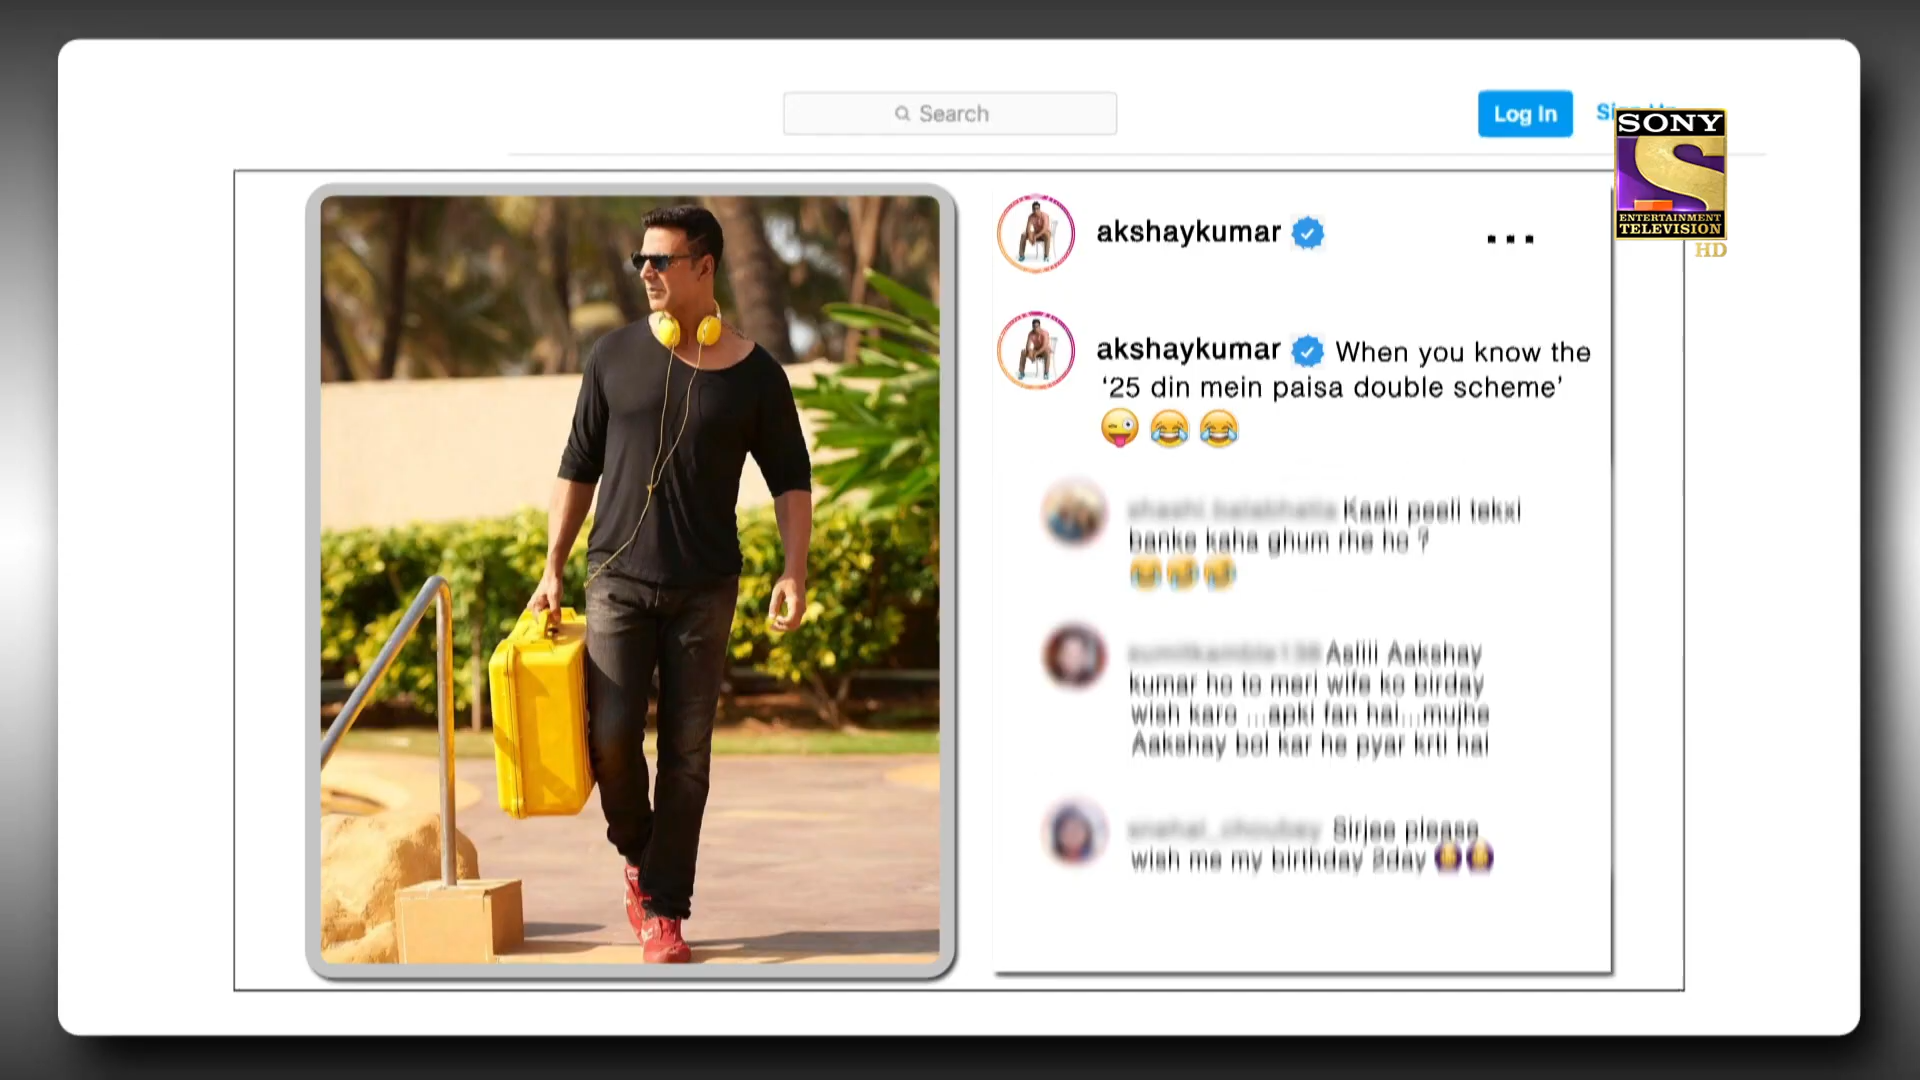 Search
Log In
SONY
ENTERTAINMENT
TELEVISION
HD
akshaykumar
...
akshaykumar When you know the
‘25 din mein paisa double scheme’
😜 😂 😂
Kaali peeli tekxi
banke kaha ghum rhe ho ?
😂😂😂
Aslili Aakshay
kumar ho to meri wife ko birday
wish karo ...apki fan hai...mujhe
Aakshay bol kar he pyar krti hai
Sirjee please
wish me my birthday 2day